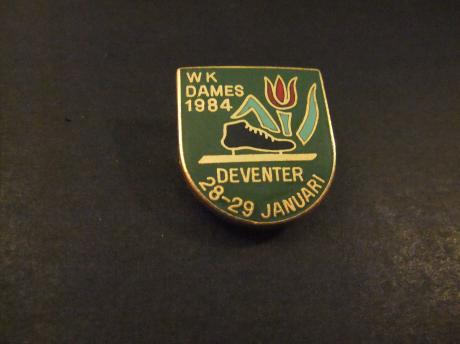 WK
DAMES
1984
DEVENTER
28-29 JANUARI